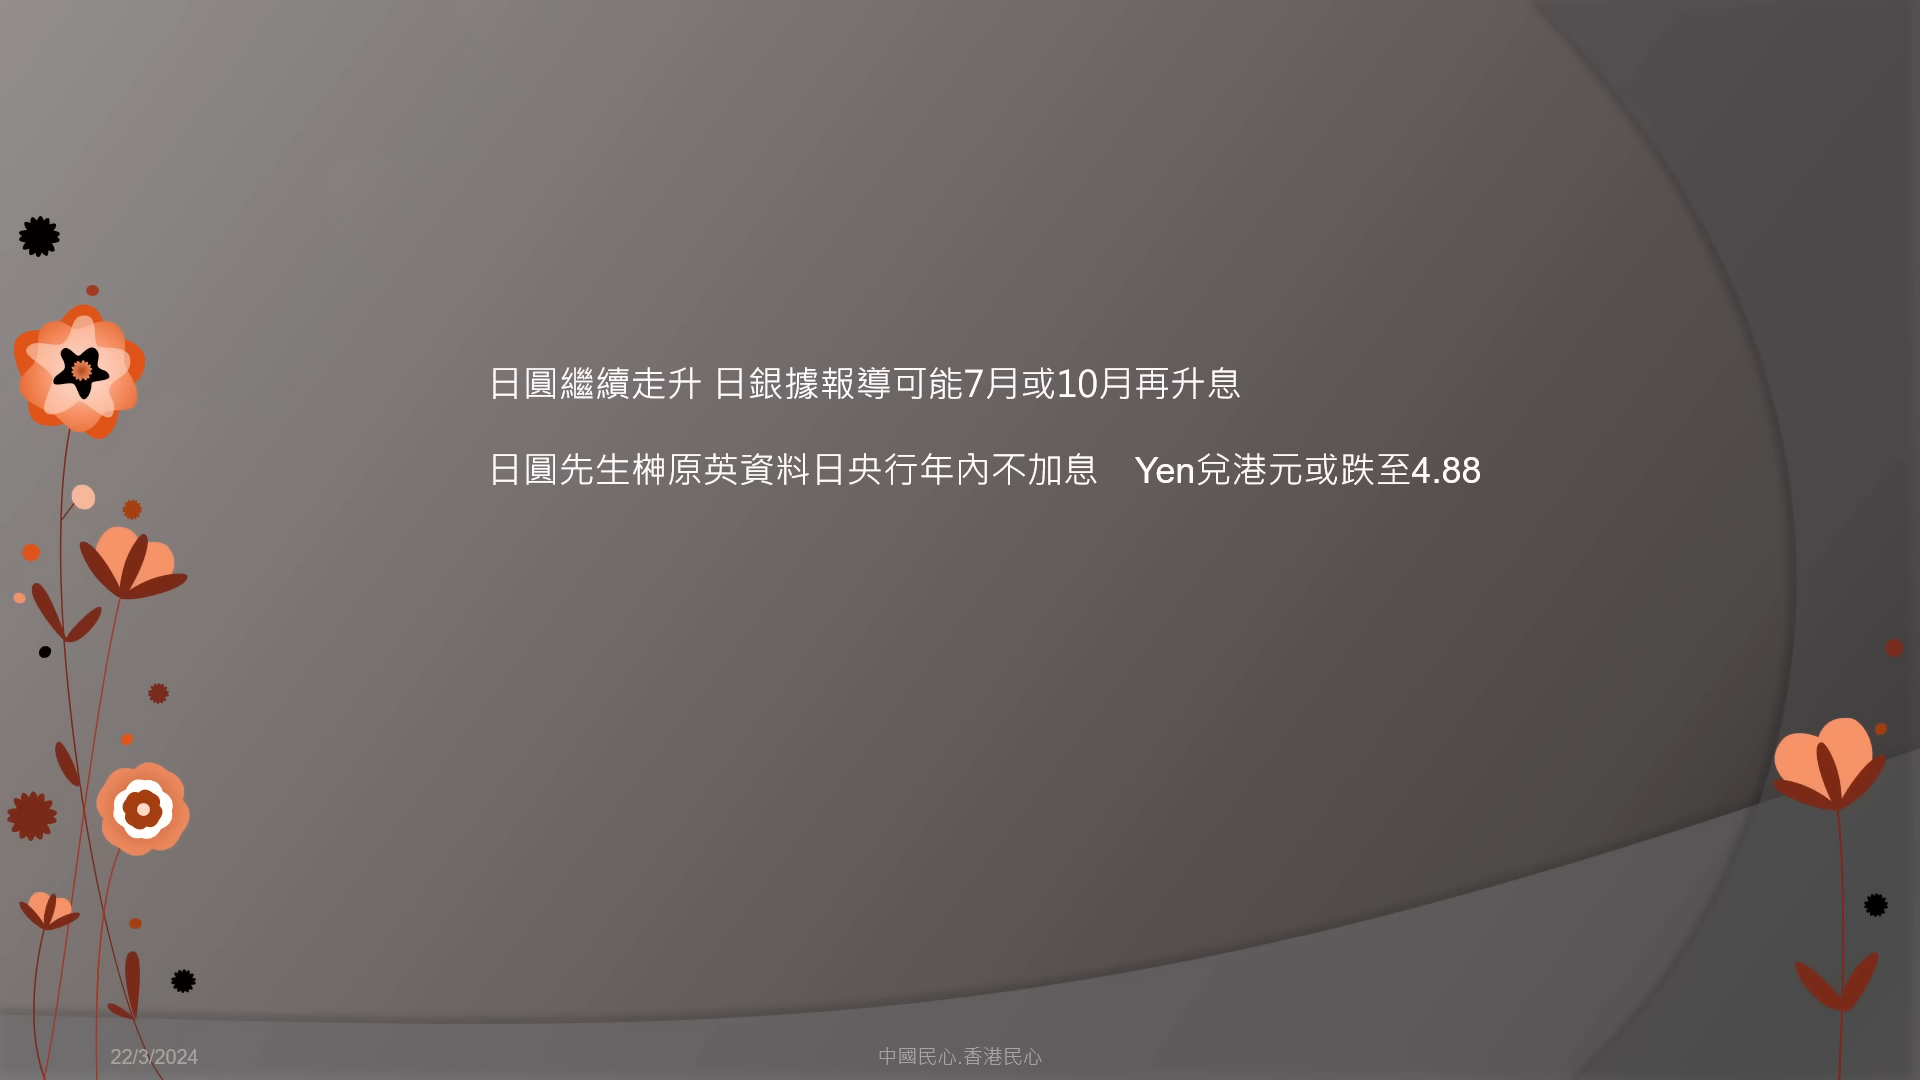 日圓繼續走升 日銀據報導可能7月或10月再升息
日圓先生榊原英資料日央行年內不加息　Yen兌港元或跌至4.88
22/3/2024
中國民心.香港民心